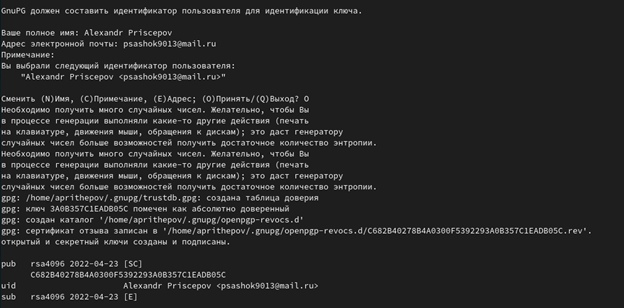 GnuPG должен составить идентификатор пользователя для идентификации ключа.
Ваше полное имя: Alexandr Priscepov
Адрес электронной почты: psashok9013@mail.ru
Примечание:
Вы выбрали следующий идентификатор пользователя:
"Alexandr Priscepov <psashok9013@mail.ru>"
Сменить (N)Имя, (C)Примечание, (E)Адрес; (O)Принять/(Q)Выход? O
Необходимо получить много случайных чисел. Желательно, чтобы Вы
в процессе генерации выполняли какие-то другие действия (печать
на клавиатуре, движения мыши, обращения к дискам); это даст генератору
случайных чисел больше возможностей получить достаточное количество энтропии.
Необходимо получить много случайных чисел. Желательно, чтобы Вы
в процессе генерации выполняли какие-то другие действия (печать
на клавиатуре, движения мыши, обращения к дискам); это даст генератору
случайных чисел больше возможностей получить достаточное количество энтропии.
gpg: /home/aprithepov/.gnupg/trustdb.gpg: создана таблица доверия
gpg: ключ 3A0B357C1EADB05C помечен как абсолютно доверенный
gpg: создан каталог '/home/aprithepov/.gnupg/openpgp-revocs.d'
gpg: сертификат отзыва записан в '/home/aprithepov/.gnupg/openpgp-revocs.d/C682B40278B4A0300F5392293A0B357C1EADB05C.rev'.
открытый и секретный ключи созданы и подписаны.
pub   rsa4096 2022-04-23 [SC]
C682B40278B4A0300F5392293A0B357C1EADB05C
uid                      Alexandr Priscepov <psashok9013@mail.ru>
sub   rsa4096 2022-04-23 [E]